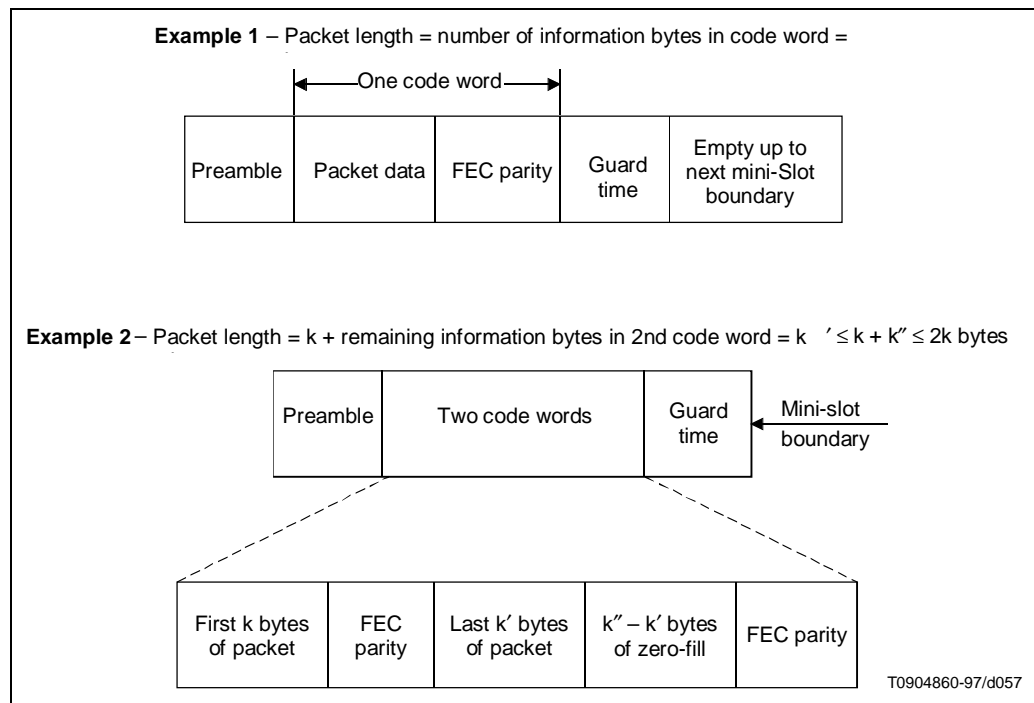 Example 1 – Packet length = number of information bytes in code word =
One code word
Preamble
Packet data
FEC parity
Guard
time
Empty up to
next mini-Slot
boundary
Example 2 – Packet length = k + remaining information bytes in 2nd code word = k ′ ≤ k + k″ ≤ 2k bytes
Preamble
Two code words
Guard
time
Mini-slot
boundary
First k bytes
of packet
FEC
parity
Last k′ bytes
of packet
k″ – k′ bytes
of zero-fill
FEC parity
T0904860-97/d057